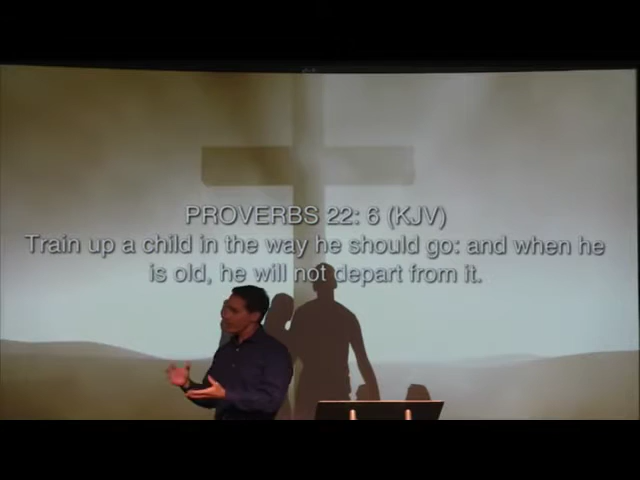 PROVERBS 22: 6 (KJV)
Train up a child in the way he should go: and when he
is old, he will not depart from it.